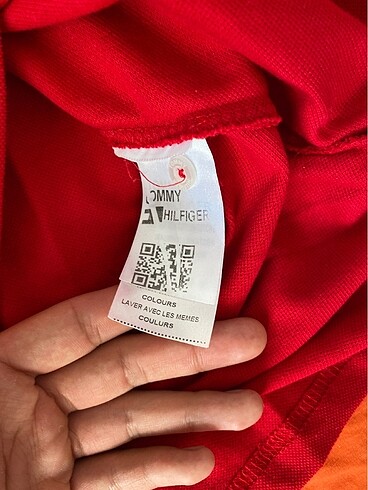 OMMY
HILFIGER
COLOURS
LAVER AVEC LES MEMES
COULURS